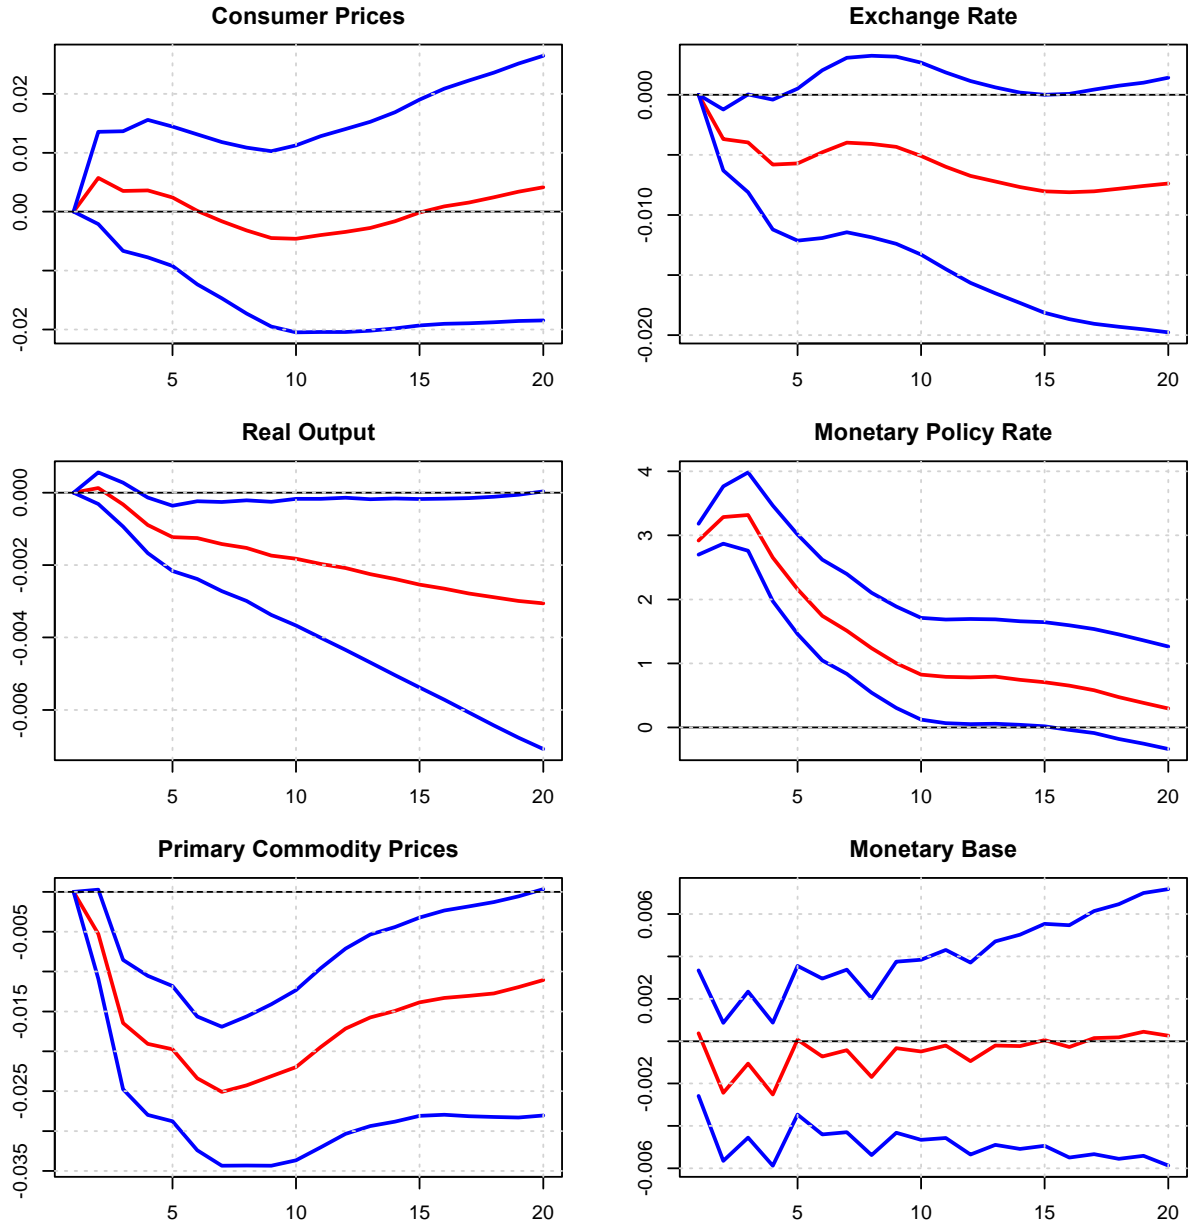 Consumer Prices
0.02
0.01
0.00
-0.02
5 10 15 20
Exchange Rate
0.000
-0.010
-0.020
5 10 15 20
Real Output
0.000
-0.002
-0.004
-0.006
5 10 15 20
Monetary Policy Rate
4
3
2
1
0
5 10 15 20
Primary Commodity Prices
-0.005
-0.015
-0.025
-0.035
5 10 15 20
Monetary Base
0.006
0.002
-0.002
-0.006
5 10 15 20